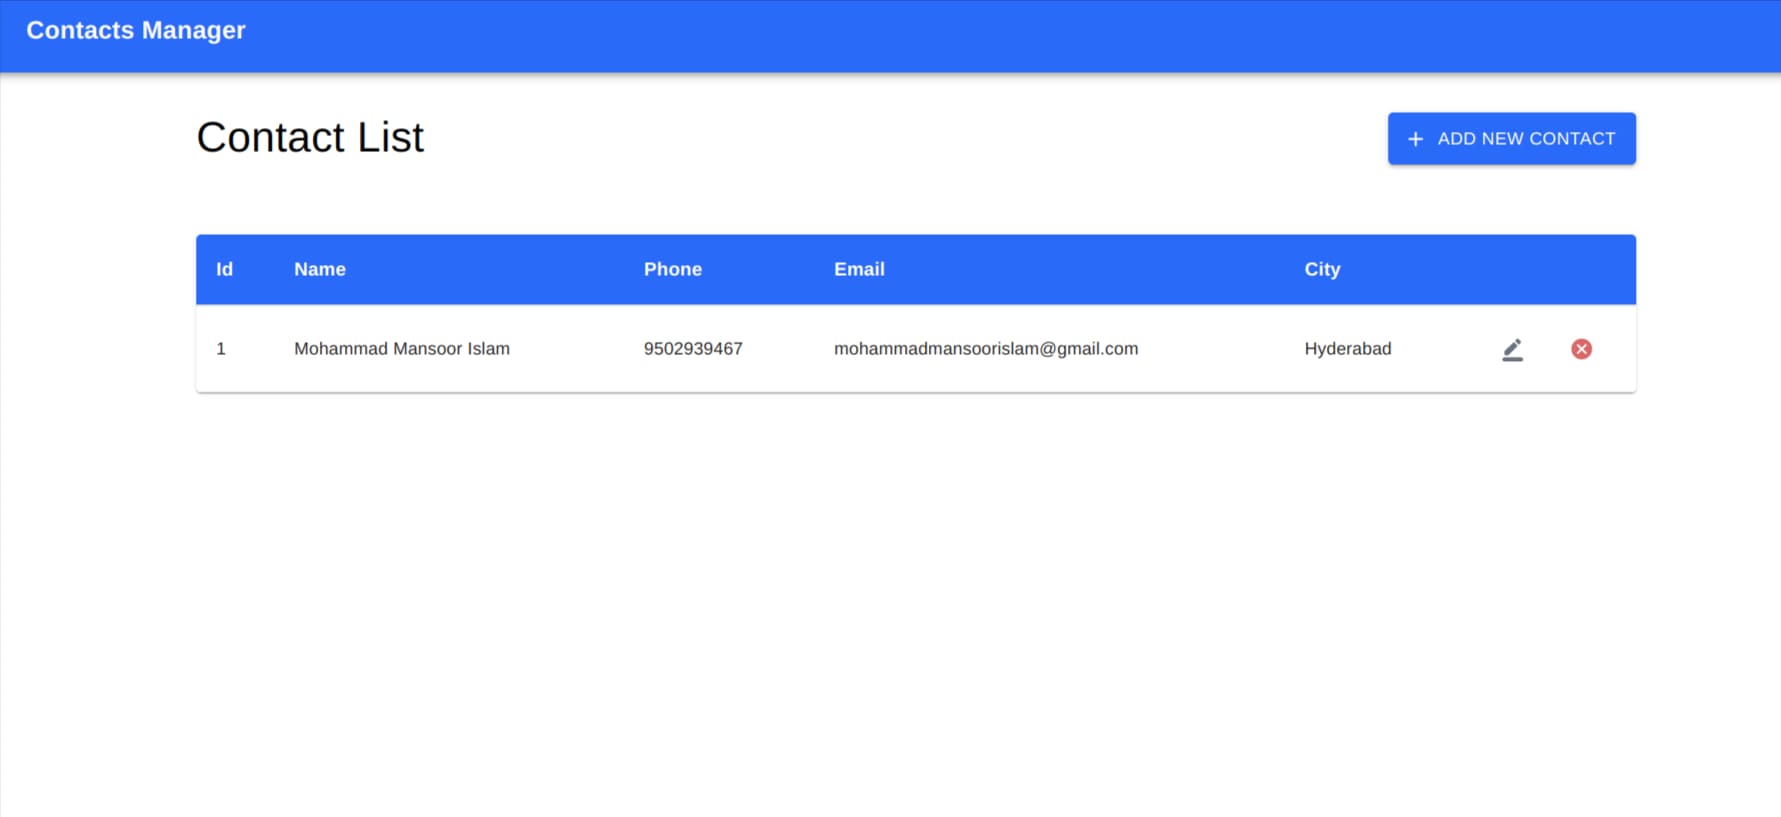 Contacts Manager
Contact List
ADD NEW CONTACT
Id Name Phone Email City
1 Mohammad Mansoor Islam 9502939467 mohammadmansoorislam@gmail.com Hyderabad